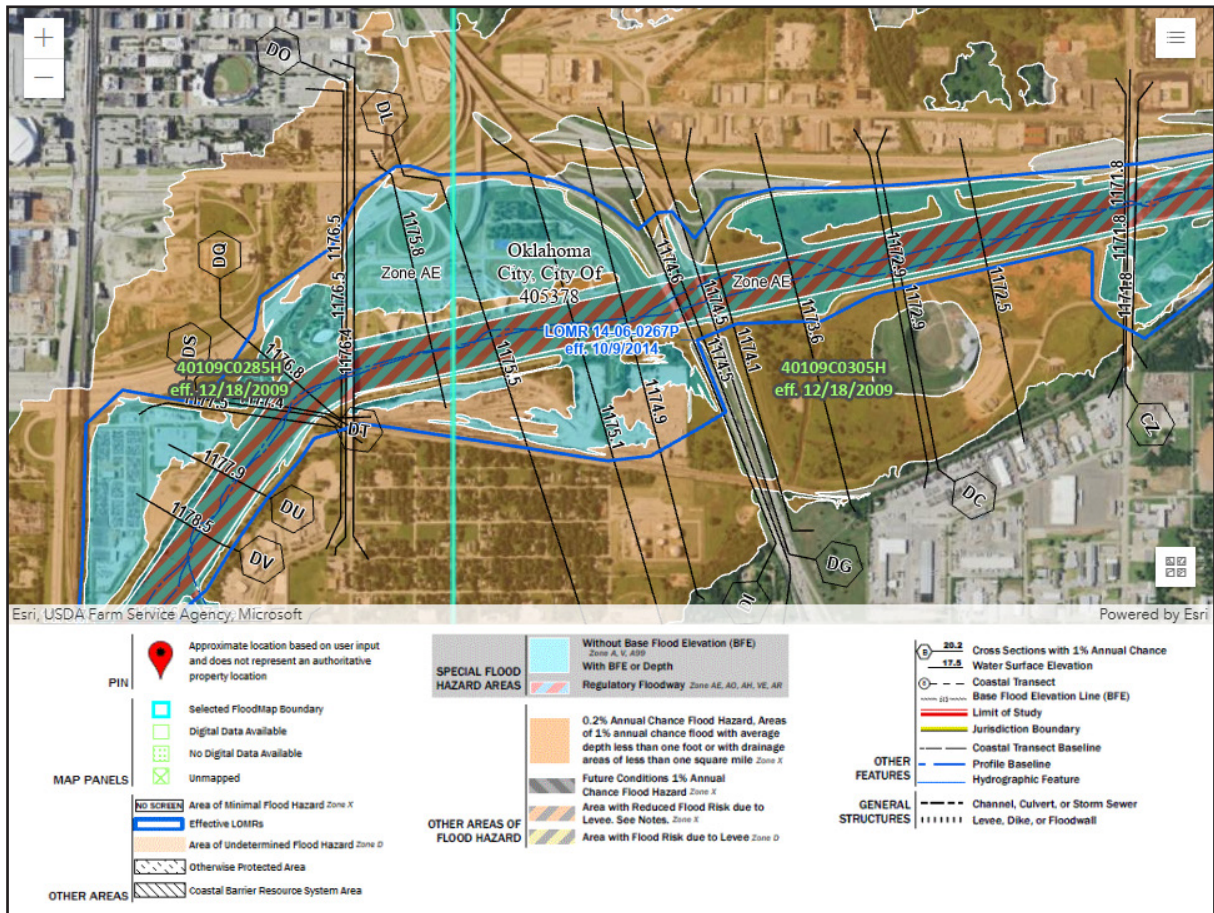 +
−
DO
DL
1176.5
1176.5
1176.4
1175.8
DQ
Zone AE
Oklahoma
City, City Of
405378
1174.6
1174.5
Zone AE
1174.1
1174.5
1173.6
1172.9
1172.9
1172.5
1171.8
1171.8
1171.8
LOMR 14-06-0267P
eff. 10/9/2014
DS
1176.8
40109C0285H
eff. 12/18/2009
1177.5
1175.5
1175.1
1174.9
40109C0305H
eff. 12/18/2009
DT
1177.9
DU
1178.5
DV
CZ
DC
DG
Esri, USDA Farm Service Agency, Microsoft
Powered by Esri
PIN
Approximate location based on user input
and does not represent an authoritative
property location
MAP PANELS
Selected FloodMap Boundary
Digital Data Available
No Digital Data Available
Unmapped
OTHER AREAS
NO SCREEN Area of Minimal Flood Hazard Zone X
Effective LOMRs
Area of Undetermined Flood Hazard Zone D
Otherwise Protected Area
Coastal Barrier Resource System Area
SPECIAL FLOOD
HAZARD AREAS
Without Base Flood Elevation (BFE)
Zone A, V, A99
With BFE or Depth
Regulatory Floodway Zone AE, AO, AH, VE, AR
OTHER AREAS OF
FLOOD HAZARD
0.2% Annual Chance Flood Hazard, Areas
of 1% annual chance flood with average
depth less than one foot or with drainage
areas of less than one square mile Zone X
Future Conditions 1% Annual
Chance Flood Hazard Zone X
Area with Reduced Flood Risk due to
Levee. See Notes. Zone X
Area with Flood Risk due to Levee Zone D
OTHER
FEATURES
20.2 Cross Sections with 1% Annual Chance
17.5 Water Surface Elevation
Coastal Transect
Base Flood Elevation Line (BFE)
Limit of Study
Jurisdiction Boundary
Coastal Transect Baseline
Profile Baseline
Hydrographic Feature
GENERAL
STRUCTURES
Channel, Culvert, or Storm Sewer
Levee, Dike, or Floodwall